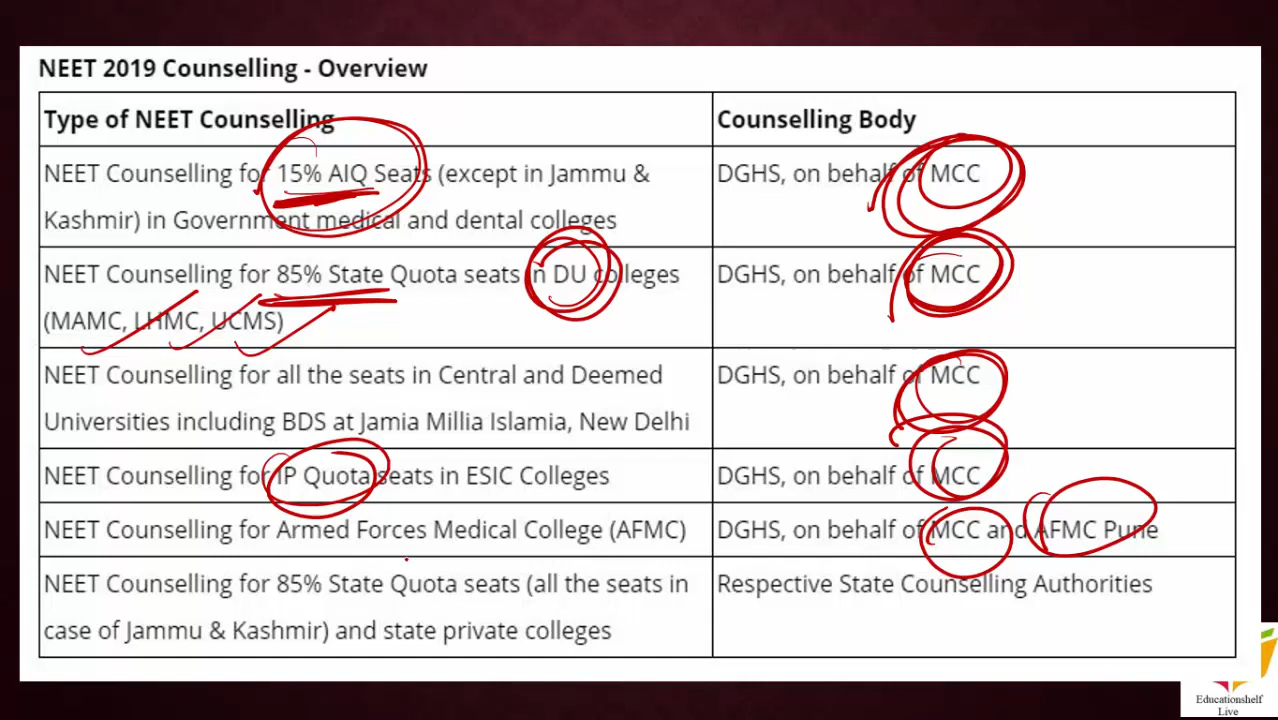 NEET 2019 Counselling - Overview
Type of NEET Counselling
Counselling Body
NEET Counselling for 15% AIQ Seats (except in Jammu &
Kashmir) in Government medical and dental colleges
DGHS, on behalf of MCC
NEET Counselling for 85% State Quota seats in DU colleges
(MAMC, LHMC, UCMS)
DGHS, on behalf of MCC
NEET Counselling for all the seats in Central and Deemed
Universities including BDS at Jamia Millia Islamia, New Delhi
DGHS, on behalf of MCC
NEET Counselling for IP Quota seats in ESIC Colleges
DGHS, on behalf of MCC
NEET Counselling for Armed Forces Medical College (AFMC)
DGHS, on behalf of MCC and AFMC Pune
NEET Counselling for 85% State Quota seats (all the seats in
case of Jammu & Kashmir) and state private colleges
Respective State Counselling Authorities
Educationshelf
Live